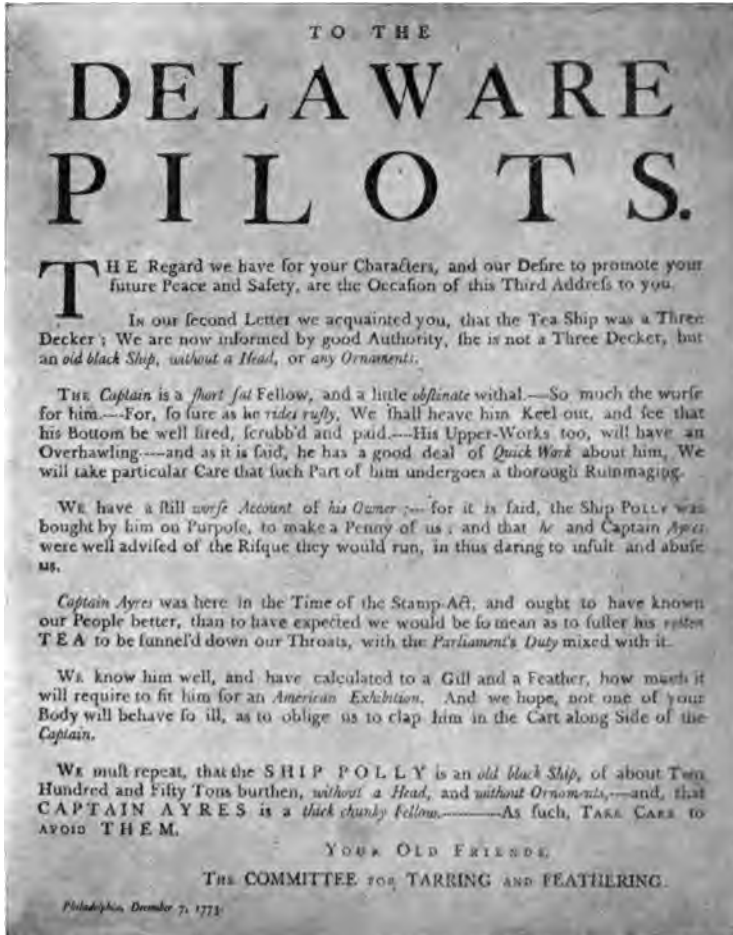 TO THE
DELAWARE
PILOTS.
THE Regard we have for your Characters, and our Deſire to promote your
future Peace and Safety, are the Occaſion of this Third Addreſs to you.
IN our ſecond Letter we acquainted you, that the Tea Ship was a Three
Decker; We are now informed by good Authority, ſhe is not a Three Decker, but
an old black Ship, without a Head, or any Ornaments.
THE Captain is a ſhort fat Fellow, and a little obſtinate withal.—So much the worſe
for him.—For, ſo ſure as he rides ruſty, We ſhall heave him Keel out, and ſee that
his Bottom be well fired, ſcrubb'd and paid.—His Upper-Works too, will have an
Overhawling—and as it is ſaid, he has a good deal of Quick Work about him, We
will take particular Care that ſuch Part of him undergoes a thorough Rummaging.
WE have a ſtill worſe Account of his Owner;—for it is ſaid, the Ship POLLY was
bought by him on Purpoſe, to make a Penny of us; and that he and Captain Ayres
were well adviſed of the Riſque they would run, in thus daring to inſult and abuſe
us.
Captain Ayres was here in the Time of the Stamp-Act, and ought to have known
our People better, than to have expected we would be ſo mean as to ſuffer his rotten
TEA to be funnel'd down our Throats, with the Parliament's Duty mixed with it.
WE know him well, and have calculated to a Gill and a Feather, how much it
will require to fit him for an American Exhibition. And we hope, not one of your
Body will behave ſo ill, as to oblige us to clap him in the Cart along Side of the
Captain.
WE muſt repeat, that the SHIP POLLY is an old black Ship, of about Two
Hundred and Fifty Tons burthen, without a Head, and without Ornaments,—and, that
CAPTAIN AYRES is a thick chunky Fellow.———As ſuch, TAKE CARE TO
AVOID THEM.
YOUR OLD FRIENDS,
THE COMMITTEE FOR TARRING AND FEATHERING.
Philadelphia, December 7, 1773.